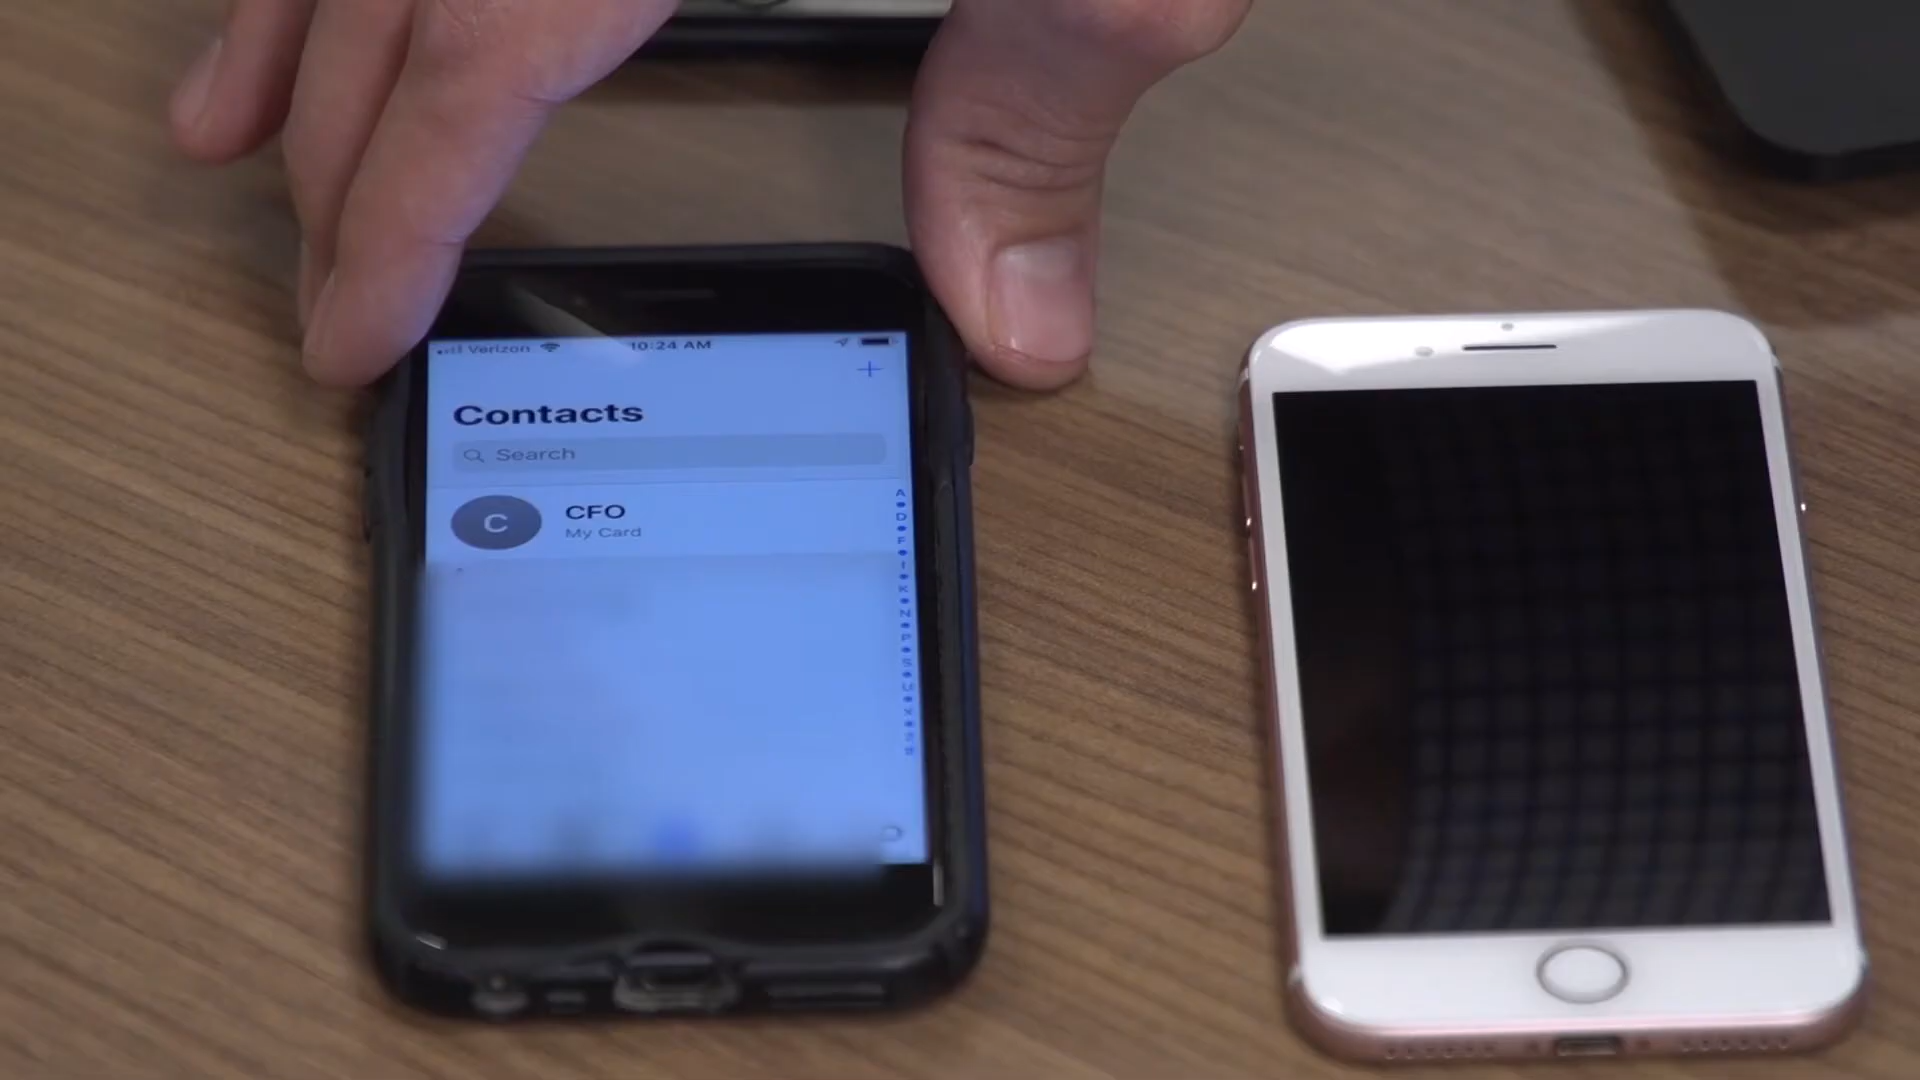 Verizon 10:24 AM
+
Contacts
Search
C
CFO
My Card
A
D
F
I
K
N
P
S
U
X
#